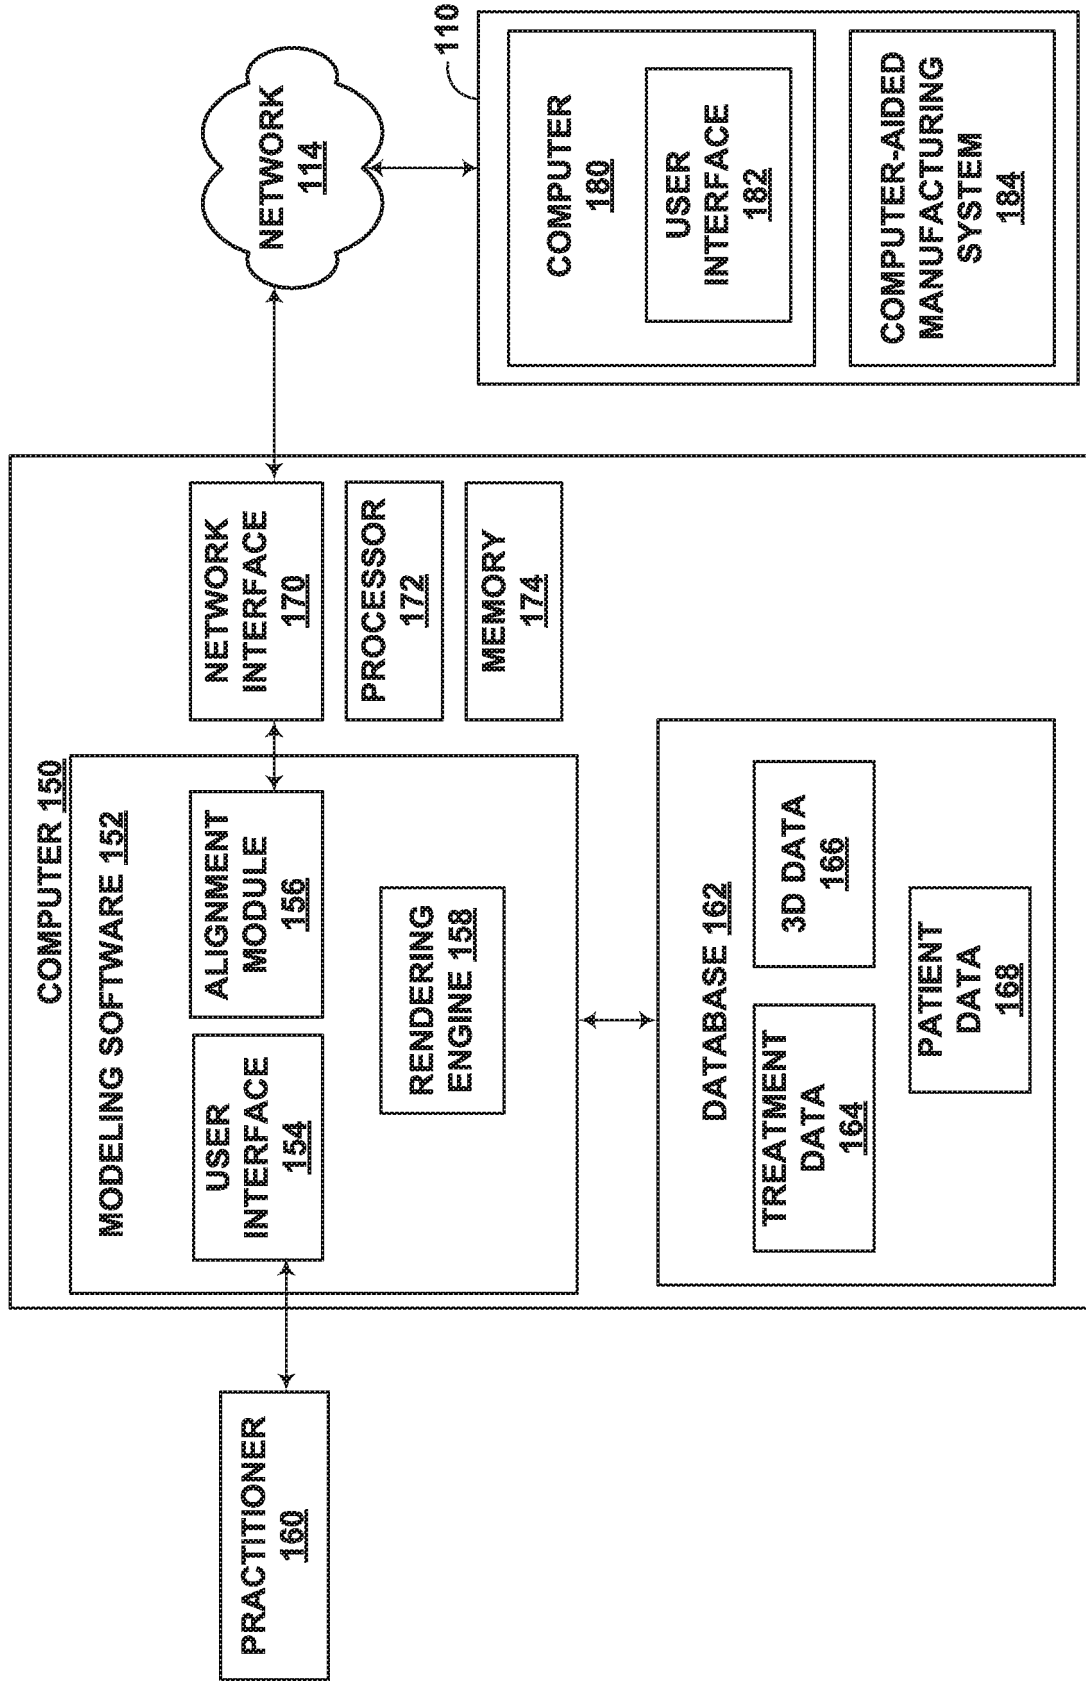 COMPUTER 150
MODELING SOFTWARE 152
USER
INTERFACE
154
ALIGNMENT
MODULE
156
RENDERING
ENGINE 158
PRACTITIONER
160
NETWORK
INTERFACE
170
PROCESSOR
172
MEMORY
174
DATABASE 162
TREATMENT
DATA
164
3D DATA
166
PATIENT
DATA
168
NETWORK
114
110
COMPUTER
180
USER
INTERFACE
182
COMPUTER-AIDED
MANUFACTURING
SYSTEM
184